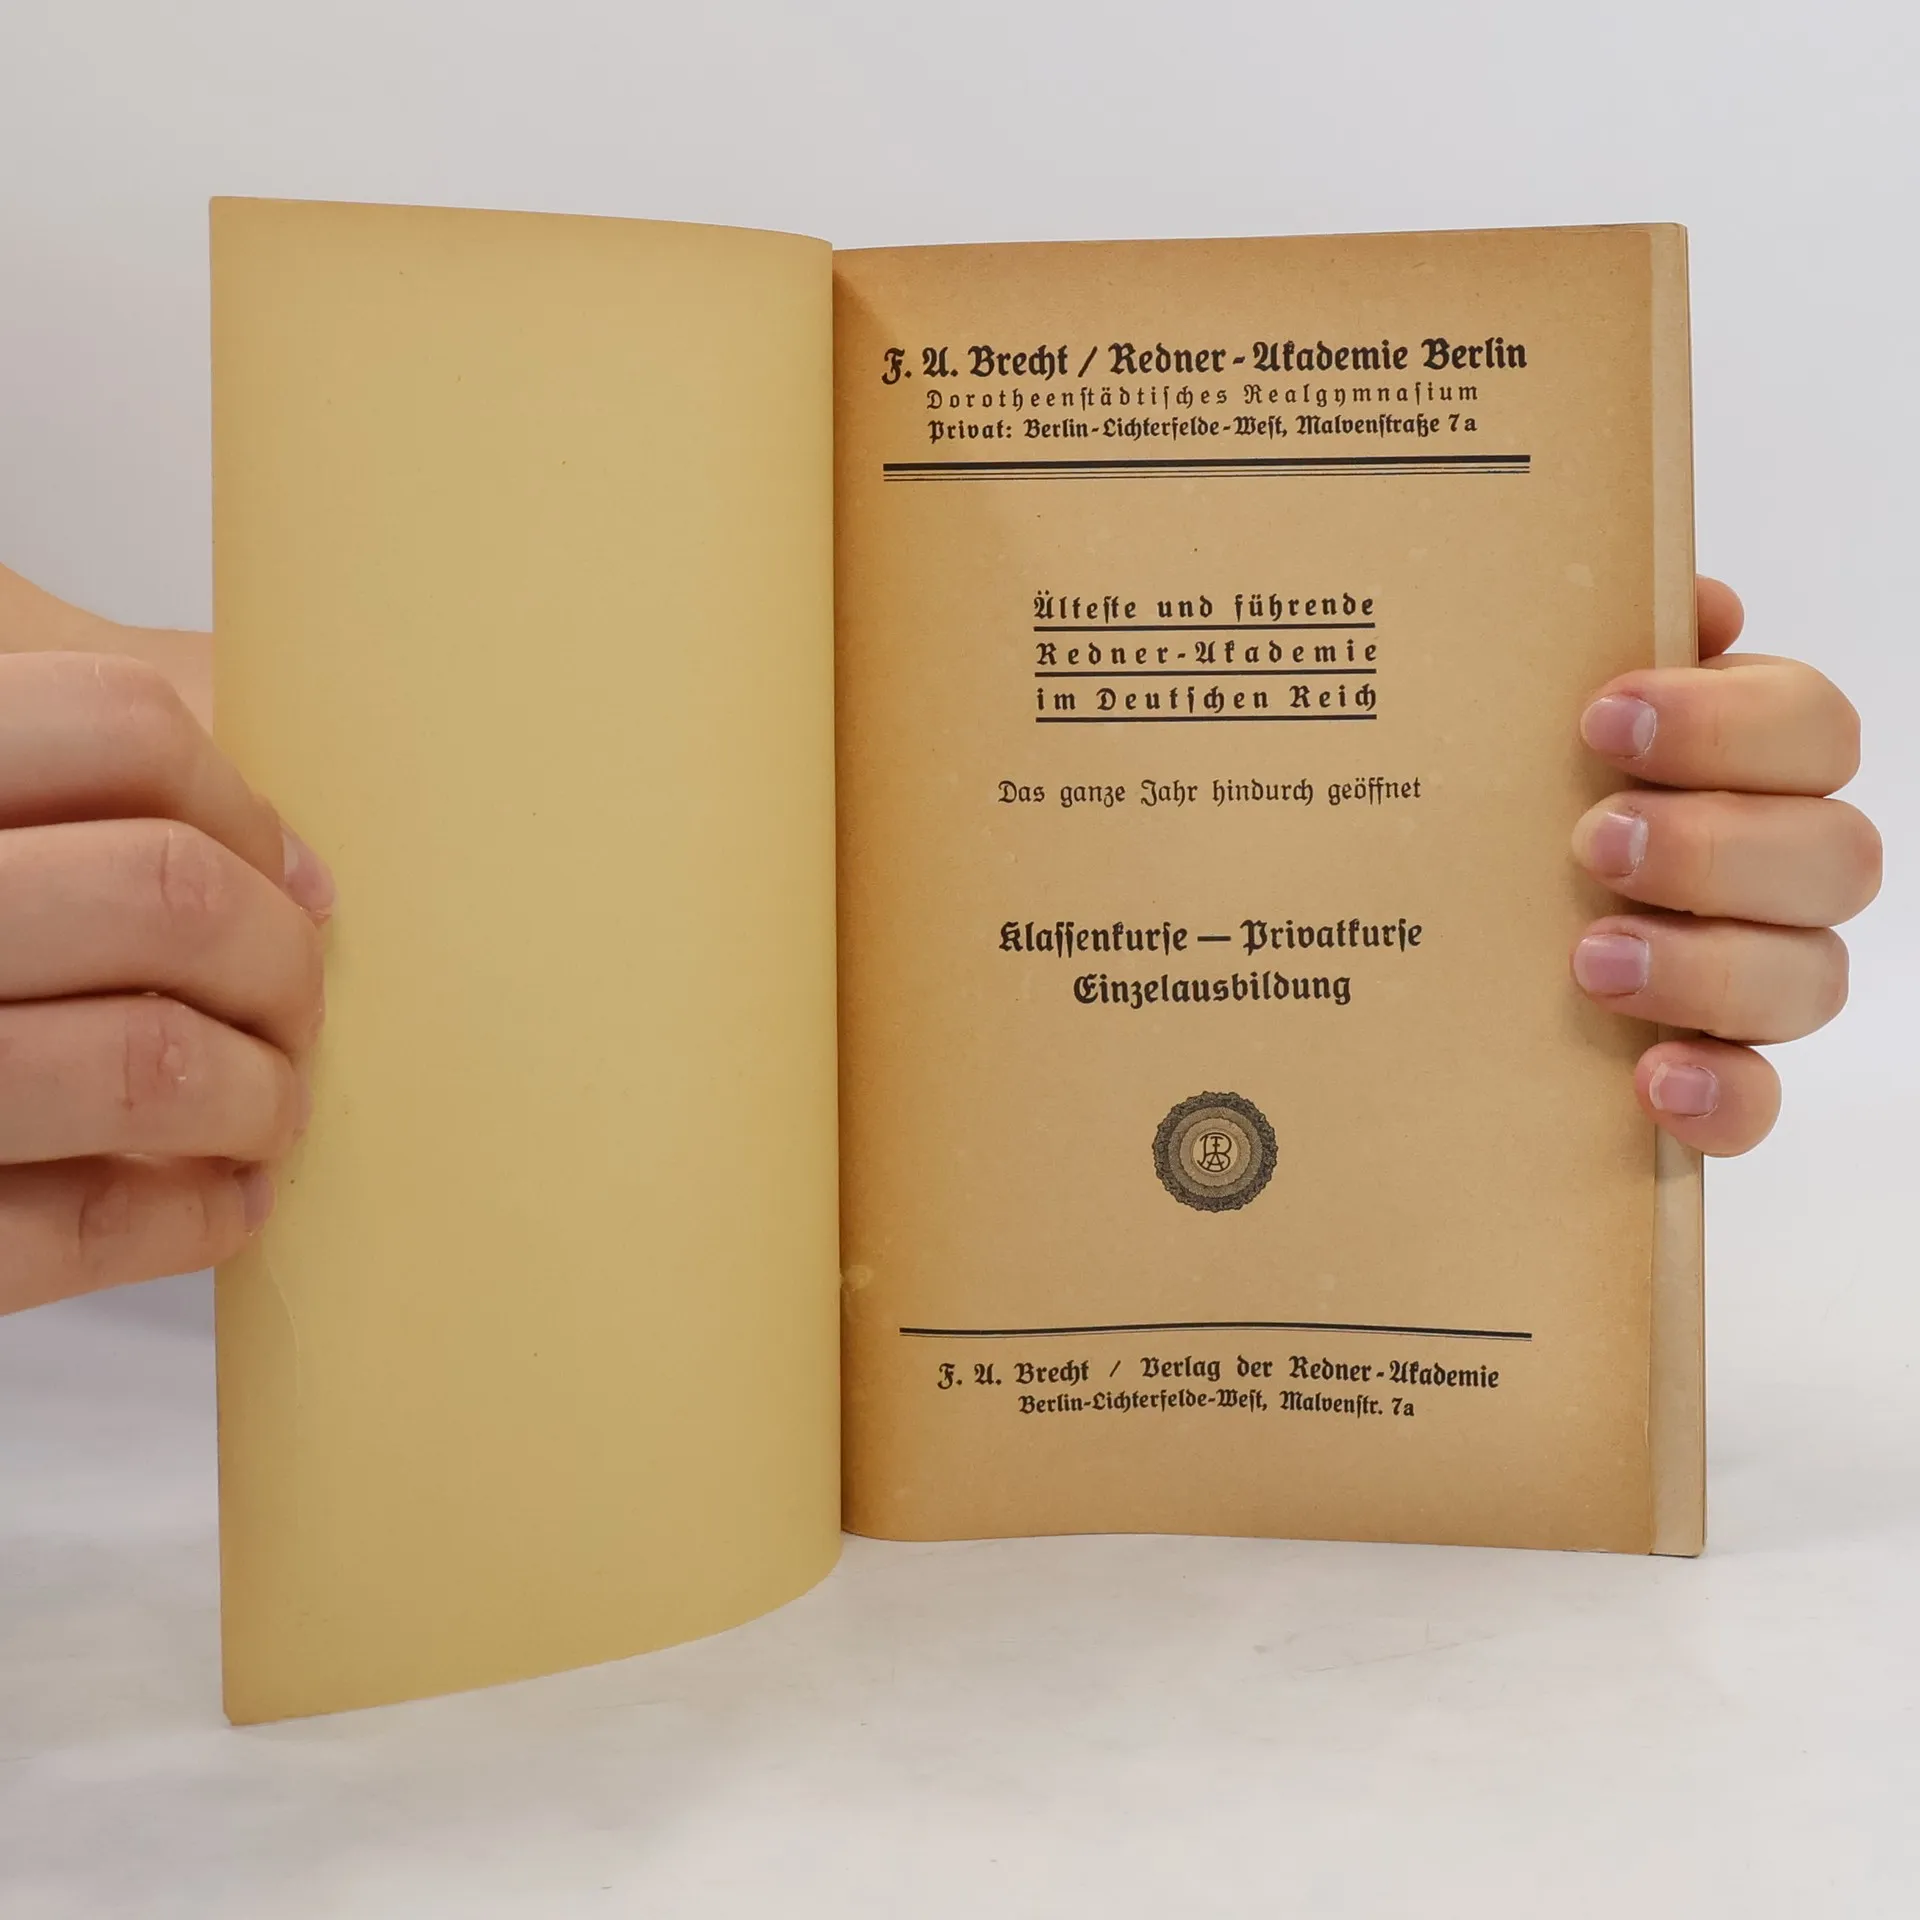 F. A. Brecht / Redner-Akademie Berlin
Dorotheenſtädtiſches Realgymnaſium
Privat: Berlin-Lichterfelde-Weſt, Malvenſtraße 7a
Älteſte und führende
Redner-Akademie
im Deutſchen Reich
Das ganze Jahr hindurch geöffnet
Klaſſenkurſe — Privatkurſe
Einzelausbildung
FAB
F. A. Brecht / Verlag der Redner-Akademie
Berlin-Lichterfelde-Weſt, Malvenſtr. 7a